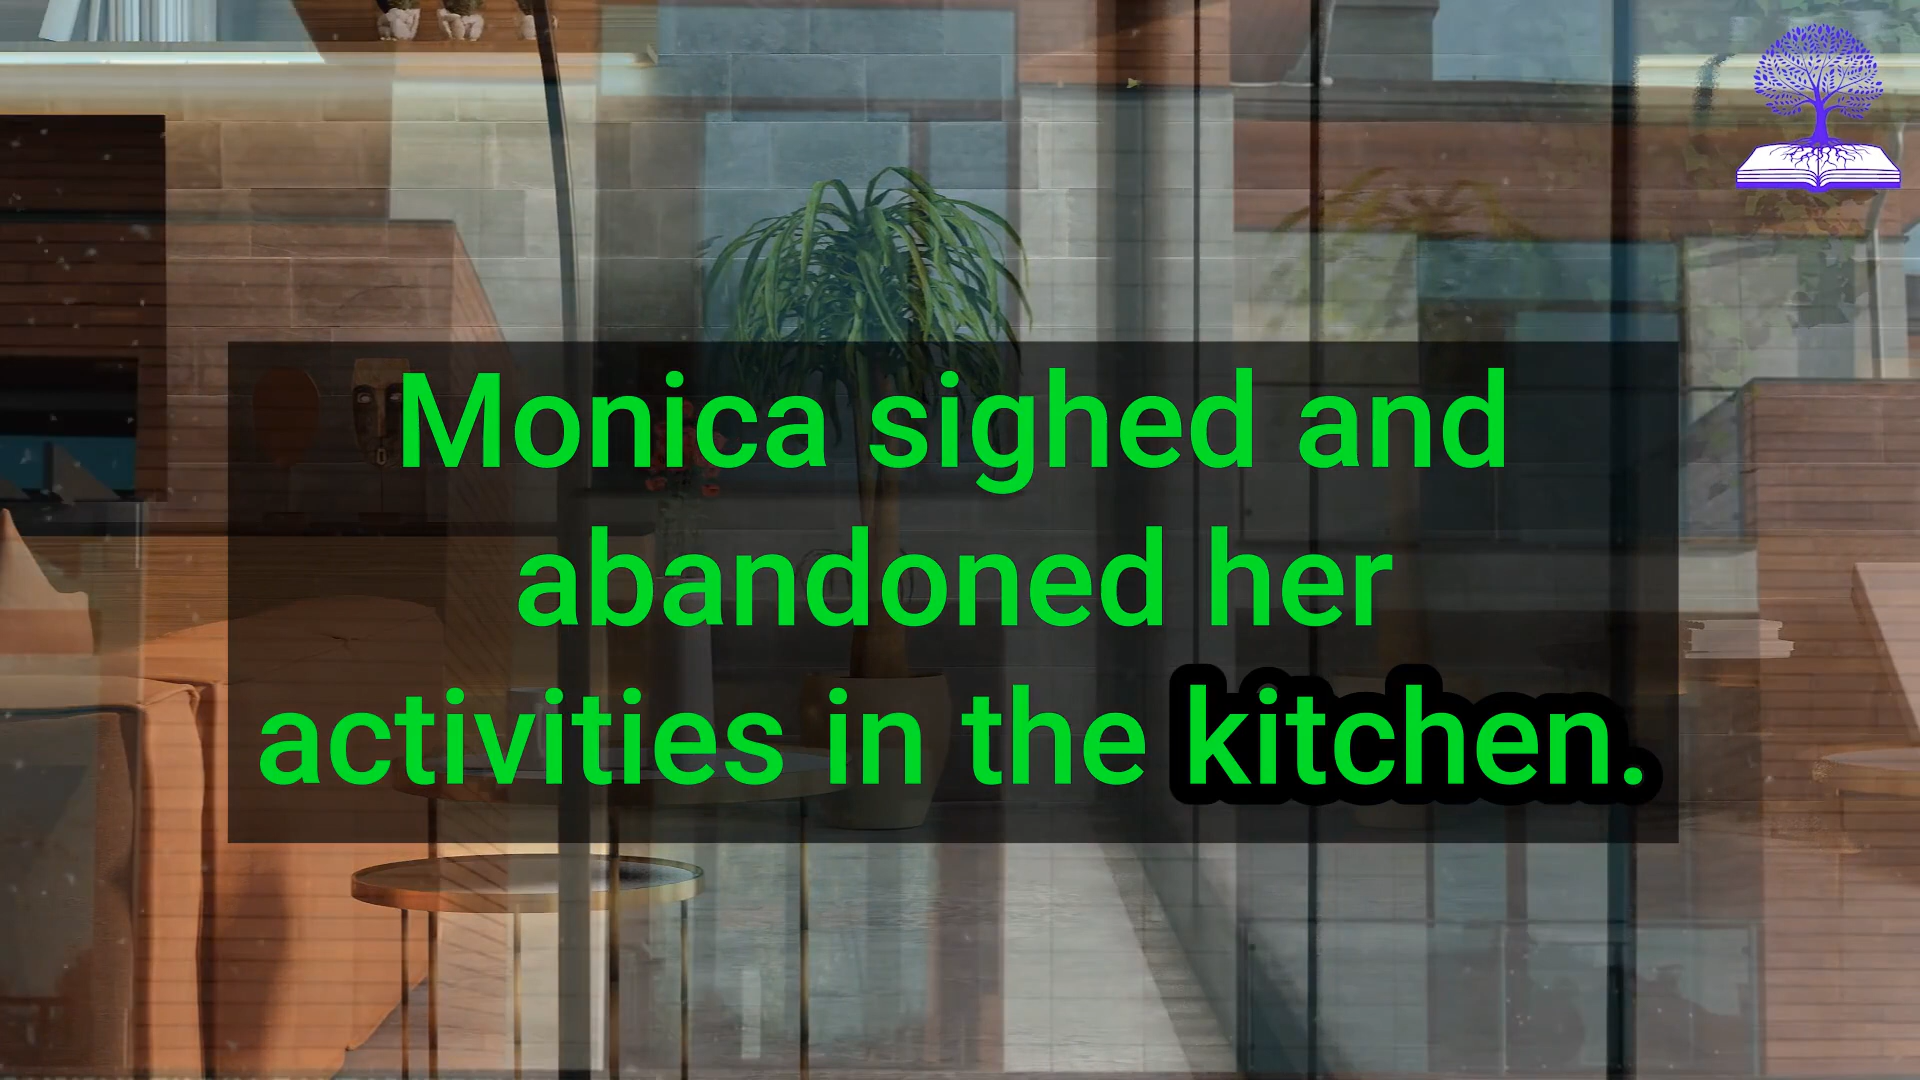 Monica sighed and
abandoned her
activities in the kitchen.